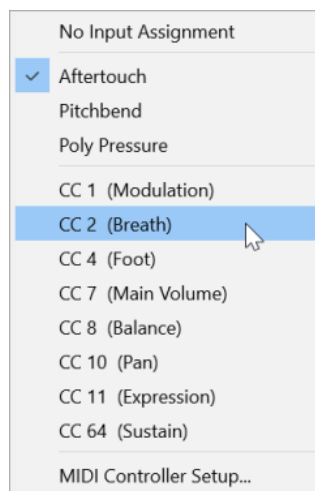 No Input Assignment
Aftertouch
Pitchbend
Poly Pressure
CC 1 (Modulation)
CC 2 (Breath)
CC 4 (Foot)
CC 7 (Main Volume)
CC 8 (Balance)
CC 10 (Pan)
CC 11 (Expression)
CC 64 (Sustain)
MIDI Controller Setup...